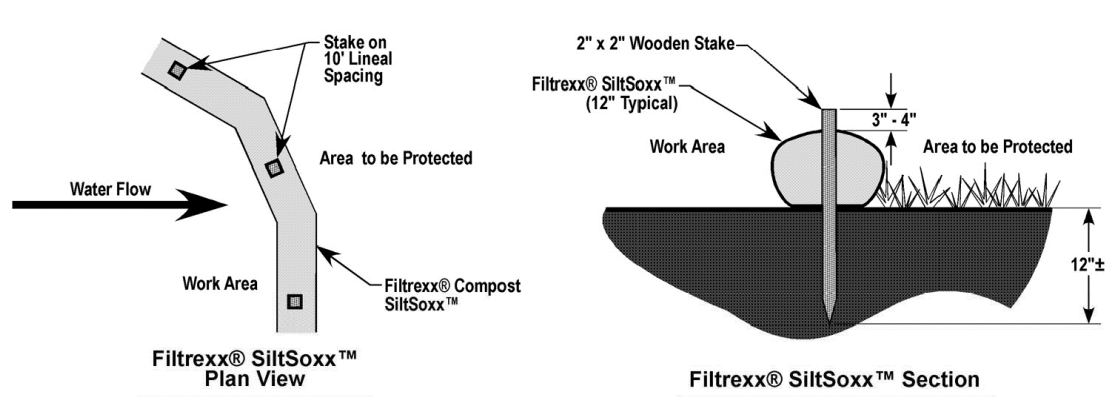 Stake on
10' Lineal
Spacing
Area to be Protected
Water Flow
Work Area
Filtrexx® Compost
SiltSoxx™
Filtrexx® SiltSoxx™
Plan View
2" x 2" Wooden Stake
Filtrexx® SiltSoxx™
(12" Typical)
3" - 4"
Work Area
Area to be Protected
12"±
Filtrexx® SiltSoxx™ Section